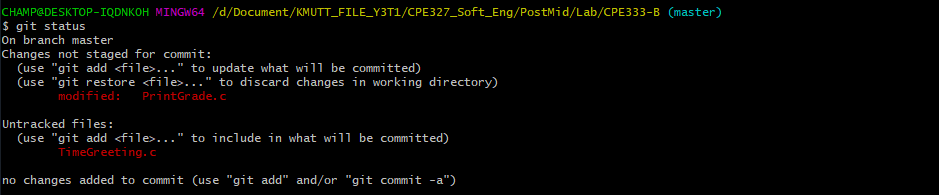 CHAMP@DESKTOP-IQDNKOH MINGW64 /d/Document/KMUTT_FILE_Y3T1/CPE327_Soft_Eng/PostMid/Lab/CPE333-B (master)
$ git status
On branch master
Changes not staged for commit:
  (use "git add <file>..." to update what will be committed)
  (use "git restore <file>..." to discard changes in working directory)
        modified:   PrintGrade.c

Untracked files:
  (use "git add <file>..." to include in what will be committed)
        TimeGreeting.c

no changes added to commit (use "git add" and/or "git commit -a")